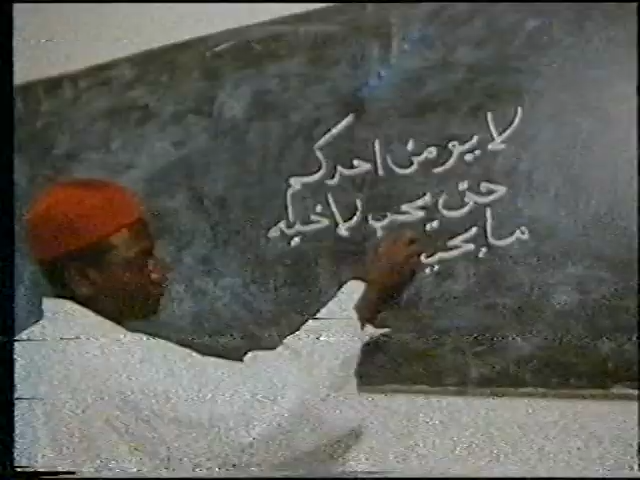 لا يومن احدكم
حتى يحب لاخيه
ما يحب